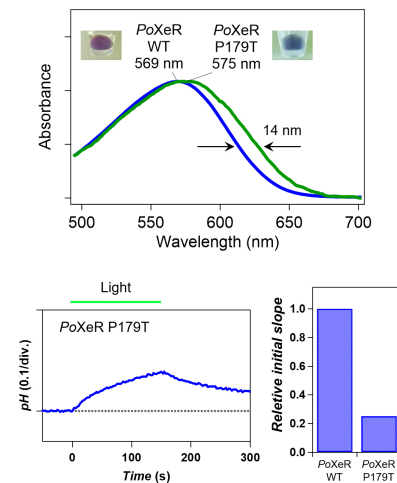 PoXeR
WT
569 nm
PoXeR
P179T
575 nm
14 nm
Absorbance
500 550 600 650 700
Wavelength (nm)
Light
PoXeR P179T
pH (0.1/div.)
0 100 200 300
Time (s)
Reletive initial slope
1.0
0.8
0.6
0.4
0.2
0.0
PoXeR
WT
PoXeR
P179T